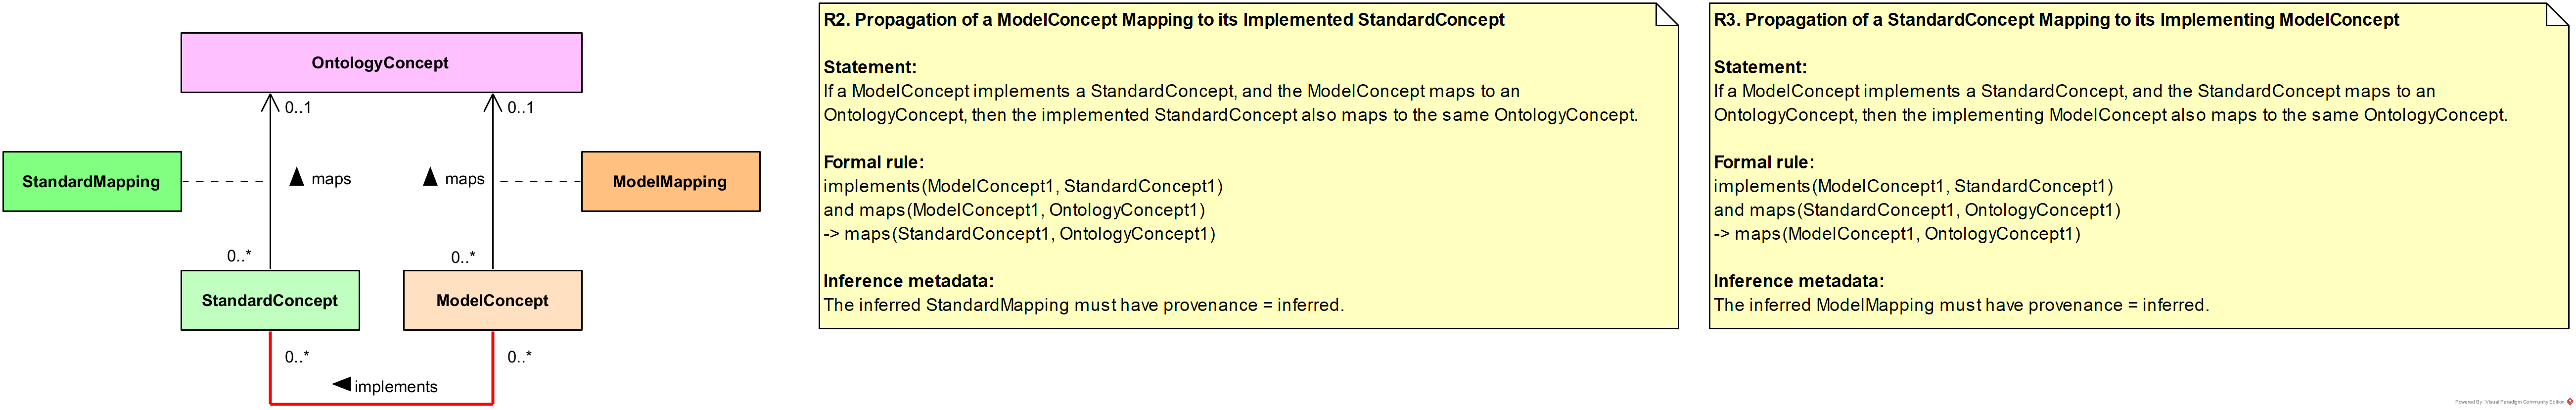 OntologyConcept
0..1
0..1
StandardMapping
maps
maps
ModelMapping
0..*
0..*
StandardConcept
ModelConcept
0..*
0..*
implements
R2. Propagation of a ModelConcept Mapping to its Implemented StandardConcept
Statement:
If a ModelConcept implements a StandardConcept, and the ModelConcept maps to an
OntologyConcept, then the implemented StandardConcept also maps to the same OntologyConcept.
Formal rule:
implements(ModelConcept1, StandardConcept1)
and maps(ModelConcept1, OntologyConcept1)
-> maps(StandardConcept1, OntologyConcept1)
Inference metadata:
The inferred StandardMapping must have provenance = inferred.
R3. Propagation of a StandardConcept Mapping to its Implementing ModelConcept
Statement:
If a ModelConcept implements a StandardConcept, and the StandardConcept maps to an
OntologyConcept, then the implementing ModelConcept also maps to the same OntologyConcept.
Formal rule:
implements(ModelConcept1, StandardConcept1)
and maps(StandardConcept1, OntologyConcept1)
-> maps(ModelConcept1, OntologyConcept1)
Inference metadata:
The inferred ModelMapping must have provenance = inferred.
Powered By: Visual Paradigm Community Edition